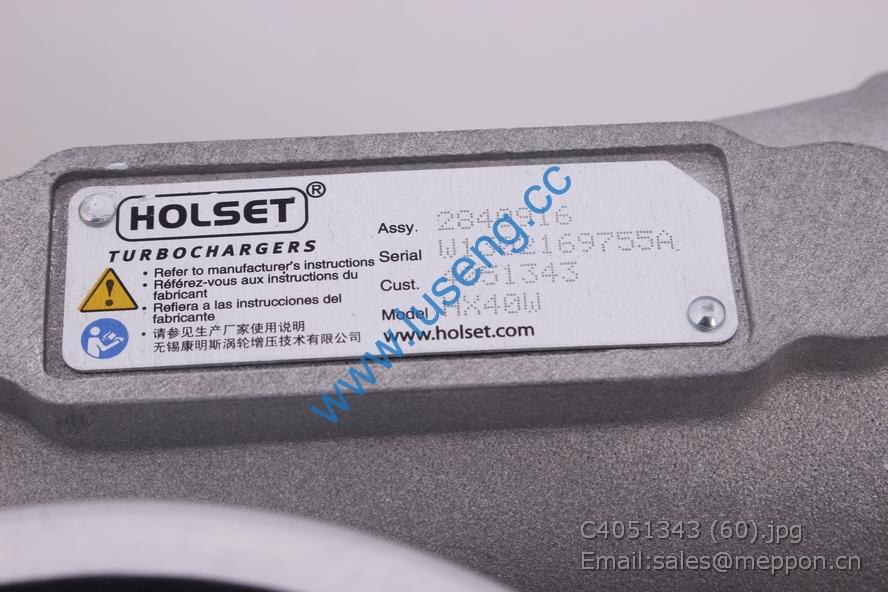 HOLSET®
TURBOCHARGERS
• Refer to manufacturer's instructions
• Référez-vous aux instructions du
fabricant
• Refiera a las instrucciones del
fabricante
• 请参见生产厂家使用说明
无锡康明斯涡轮增压技术有限公司
Assy.
Serial
Cust.
Model
www.holset.com
www.luseng.cc
C4051343 (60).jpg
Email:sales@meppon.cn